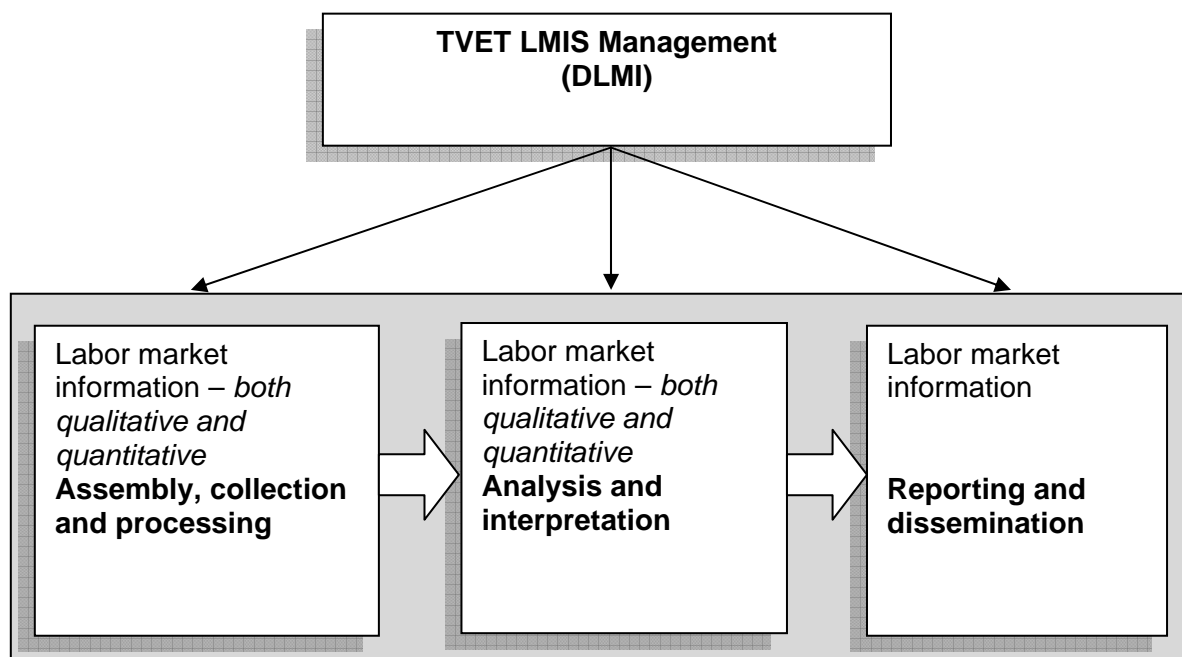 TVET LMIS Management
(DLMI)
Labor market
information – both
qualitative and
quantitative
Assembly, collection
and processing
Labor market
information – both
qualitative and
quantitative
Analysis and
interpretation
Labor market
information
Reporting and
dissemination